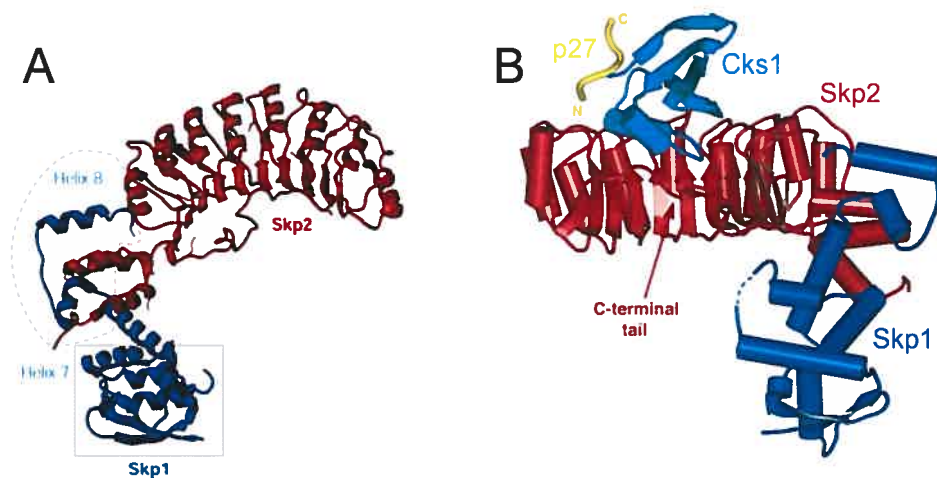 A
Helix 8
Skp2
Helix 7
Skp1
B
p27
C
N
Cks1
Skp2
C-terminal
tail
Skp1